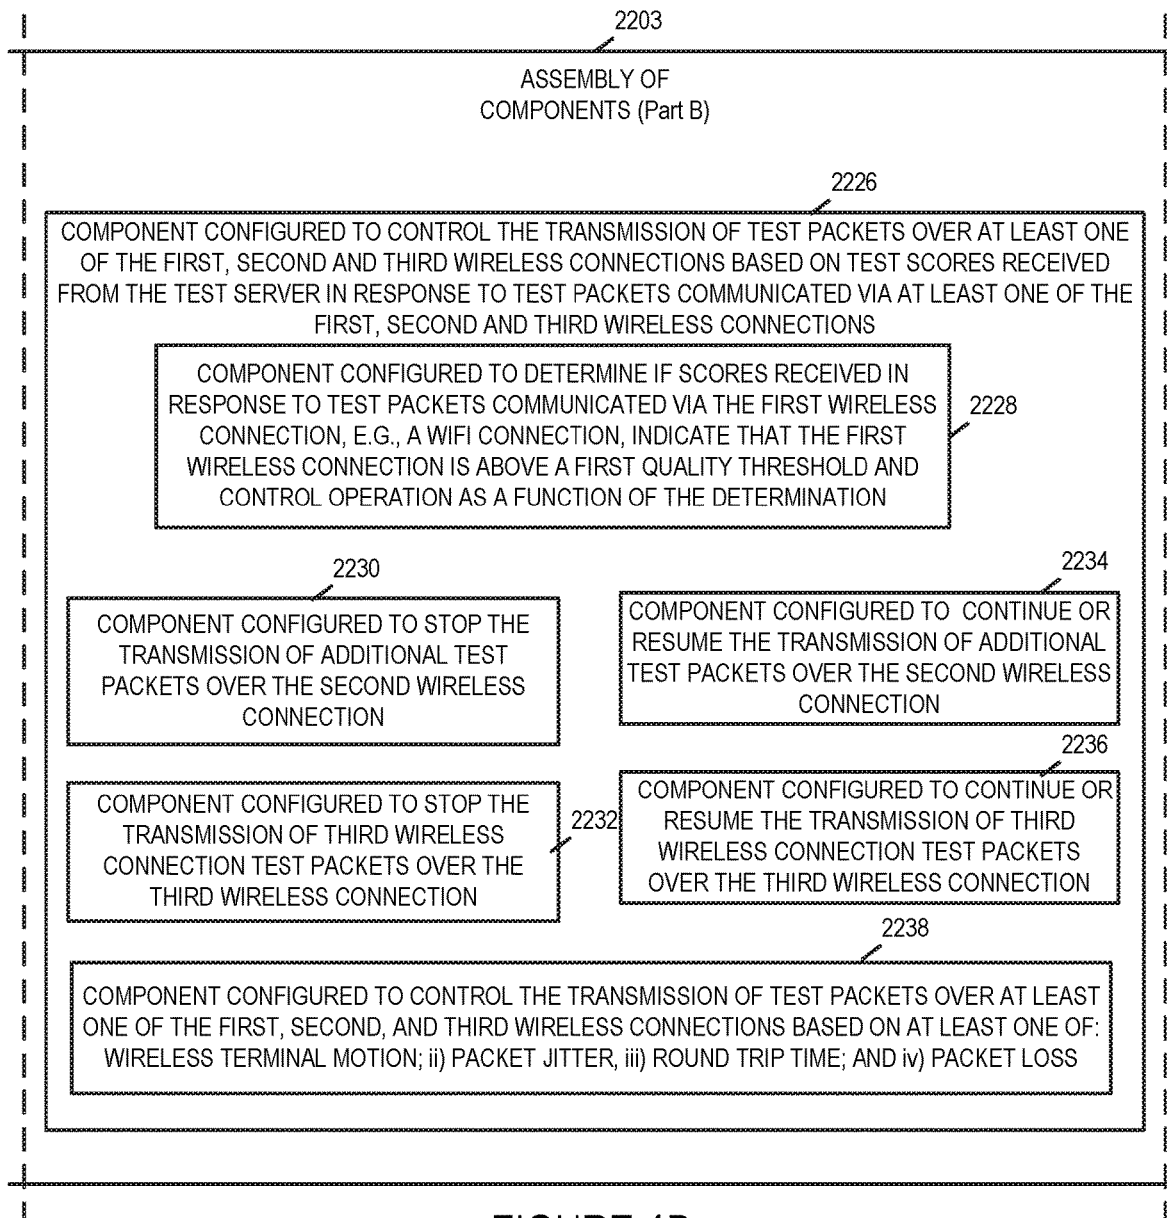 2203
ASSEMBLY OF
COMPONENTS (Part B)
2226
COMPONENT CONFIGURED TO CONTROL THE TRANSMISSION OF TEST PACKETS OVER AT LEAST ONE
OF THE FIRST, SECOND AND THIRD WIRELESS CONNECTIONS BASED ON TEST SCORES RECEIVED
FROM THE TEST SERVER IN RESPONSE TO TEST PACKETS COMMUNICATED VIA AT LEAST ONE OF THE
FIRST, SECOND AND THIRD WIRELESS CONNECTIONS
COMPONENT CONFIGURED TO DETERMINE IF SCORES RECEIVED IN
RESPONSE TO TEST PACKETS COMMUNICATED VIA THE FIRST WIRELESS
CONNECTION, E.G., A WIFI CONNECTION, INDICATE THAT THE FIRST
WIRELESS CONNECTION IS ABOVE A FIRST QUALITY THRESHOLD AND
CONTROL OPERATION AS A FUNCTION OF THE DETERMINATION
2228
2230
COMPONENT CONFIGURED TO STOP THE
TRANSMISSION OF ADDITIONAL TEST
PACKETS OVER THE SECOND WIRELESS
CONNECTION
2234
COMPONENT CONFIGURED TO CONTINUE OR
RESUME THE TRANSMISSION OF ADDITIONAL
TEST PACKETS OVER THE SECOND WIRELESS
CONNECTION
COMPONENT CONFIGURED TO STOP THE
TRANSMISSION OF THIRD WIRELESS
CONNECTION TEST PACKETS OVER THE
THIRD WIRELESS CONNECTION
2232
2236
COMPONENT CONFIGURED TO CONTINUE OR
RESUME THE TRANSMISSION OF THIRD
WIRELESS CONNECTION TEST PACKETS
OVER THE THIRD WIRELESS CONNECTION
2238
COMPONENT CONFIGURED TO CONTROL THE TRANSMISSION OF TEST PACKETS OVER AT LEAST
ONE OF THE FIRST, SECOND, AND THIRD WIRELESS CONNECTIONS BASED ON AT LEAST ONE OF:
WIRELESS TERMINAL MOTION; ii) PACKET JITTER, iii) ROUND TRIP TIME; AND iv) PACKET LOSS